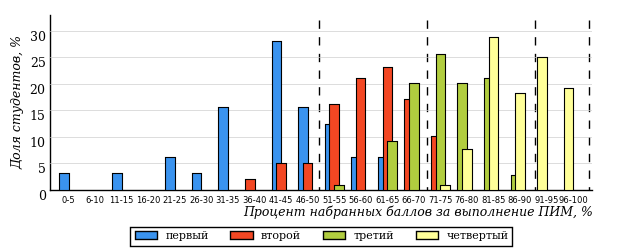 Доля студентов, %
30
25
20
15
10
5
0
0-5 6-10 11-15 16-20 21-25 26-30 31-35 36-40 41-45 46-50 51-55 56-60 61-65 66-70 71-75 76-80 81-85 86-90 91-95 96-100
Процент набранных баллов за выполнение ПИМ, %
первый второй третий четвертый